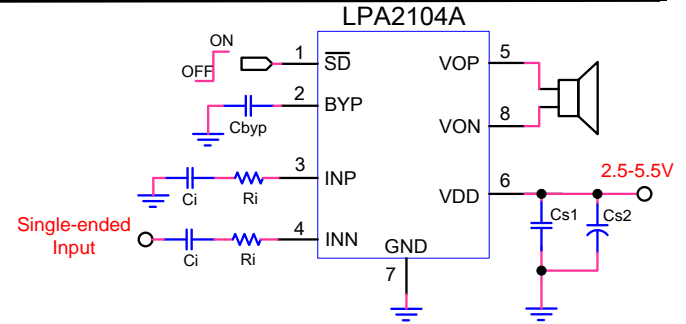 LPA2104A
ON
OFF
1
SD
2
BYP
Cbyp
3
INP
Ci
Ri
Single-ended
Input
4
INN
Ci
Ri
GND
7
5
VOP
8
VON
6
VDD
2.5-5.5V
Cs1
Cs2